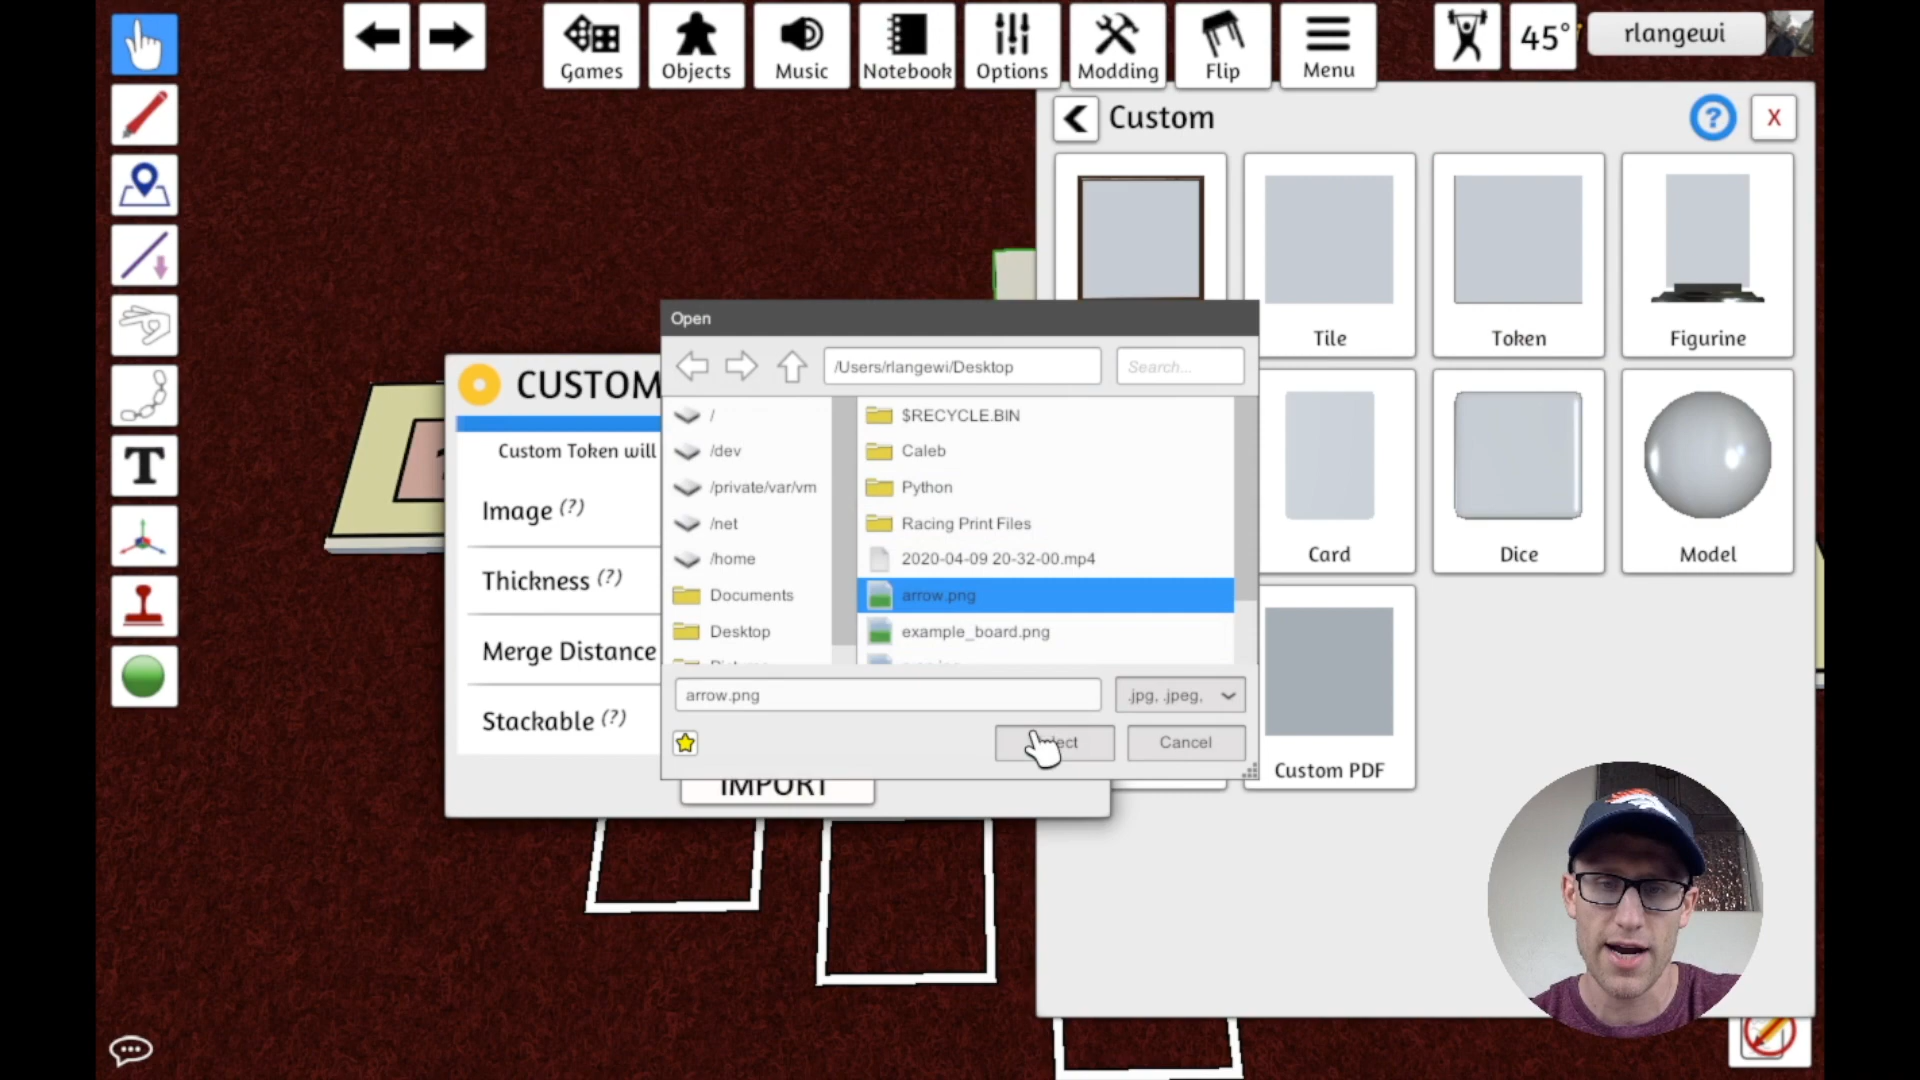 Games
Objects
Music
Notebook
Options
Modding
Flip
Menu
45°
rlangewi
Custom
?
X
Tile
Token
Figurine
Card
Dice
Model
Custom PDF
CUSTOM
Custom Token will
Image (?)
Thickness (?)
Merge Distance
Stackable (?)
IMPORT
Open
/Users/rlangewi/Desktop
Search...
/
/dev
/private/var/vm
/net
/home
Documents
Desktop
$RECYCLE.BIN
Caleb
Python
Racing Print Files
2020-04-09 20-32-00.mp4
arrow.png
example_board.png
arrow.png
.jpg, .jpeg,
Cancel
T